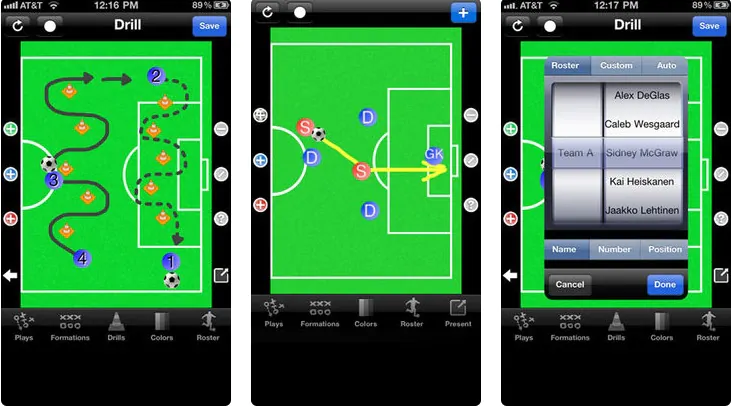 AT&T 12:16 PM 89%
Drill
Save
2
3
4
1
Plays Formations Drills Colors Roster
S
D
D
GK
S
D
Plays Formations Colors Roster Present
AT&T 12:17 PM 89%
Drill
Save
Roster Custom Auto
Alex DeGlas
Caleb Wesgaard
Team A Sidney McGraw
Kai Heiskanen
Jaakko Lehtinen
Name Number Position
Cancel Done
Plays Formations Drills Colors Roster